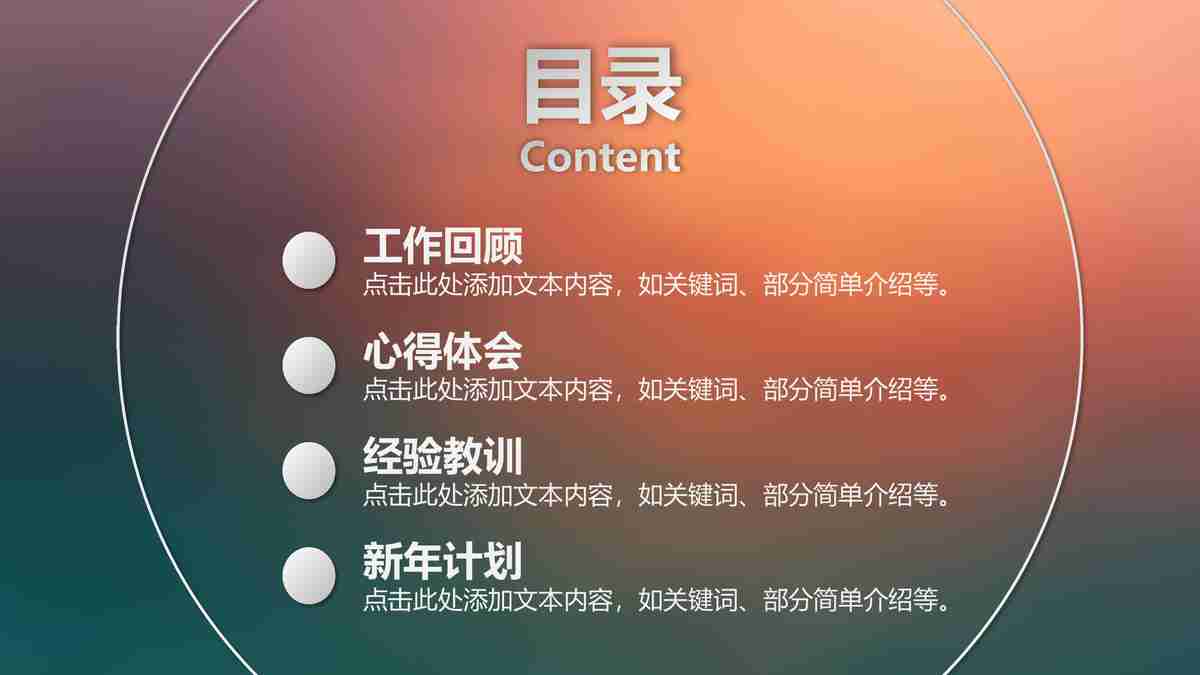 目录
Content
工作回顾
点击此处添加文本内容，如关键词、部分简单介绍等。
心得体会
点击此处添加文本内容，如关键词、部分简单介绍等。
经验教训
点击此处添加文本内容，如关键词、部分简单介绍等。
新年计划
点击此处添加文本内容，如关键词、部分简单介绍等。